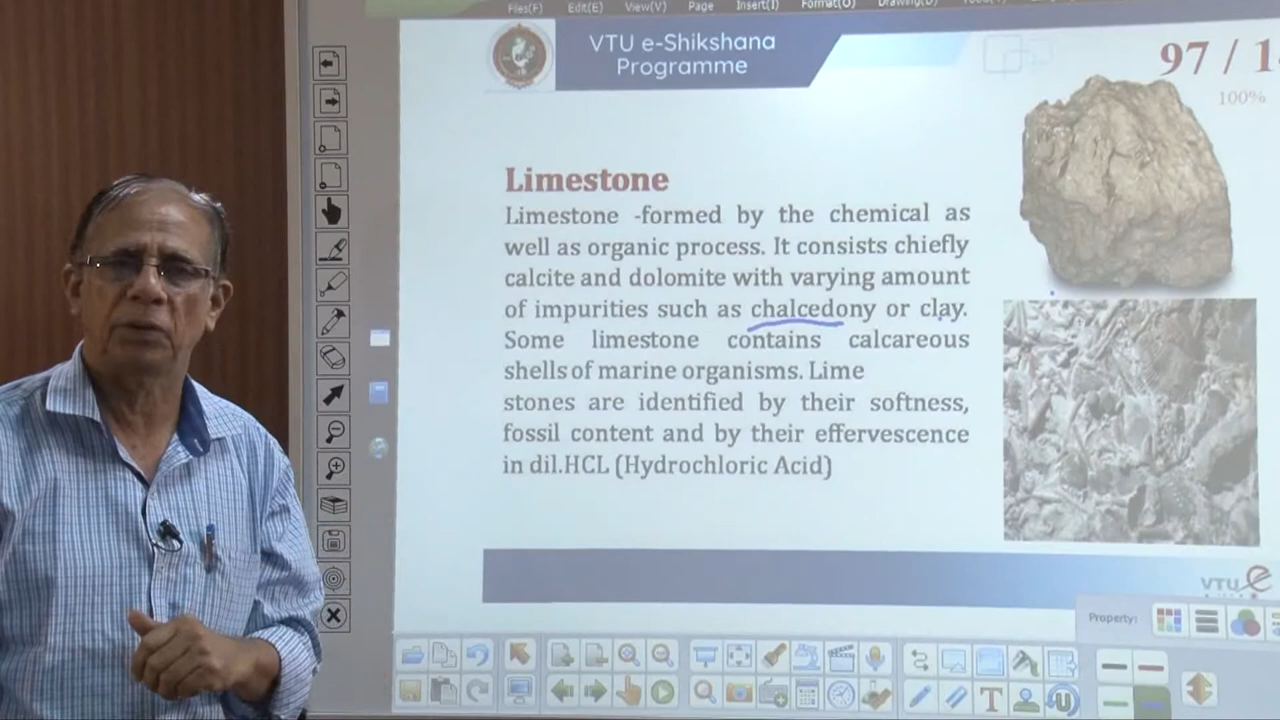 Files(F) Edit(E) View(V) Page Insert(I) Format(O) Drawing(D)
VTU e-Shikshana
Programme
97 / 1
100%
Limestone
Limestone -formed by the chemical as
well as organic process. It consists chiefly
calcite and dolomite with varying amount
of impurities such as chalcedony or clay.
Some limestone contains calcareous
shells of marine organisms. Lime
stones are identified by their softness,
fossil content and by their effervescence
in dil.HCL (Hydrochloric Acid)
VTU e
Property: